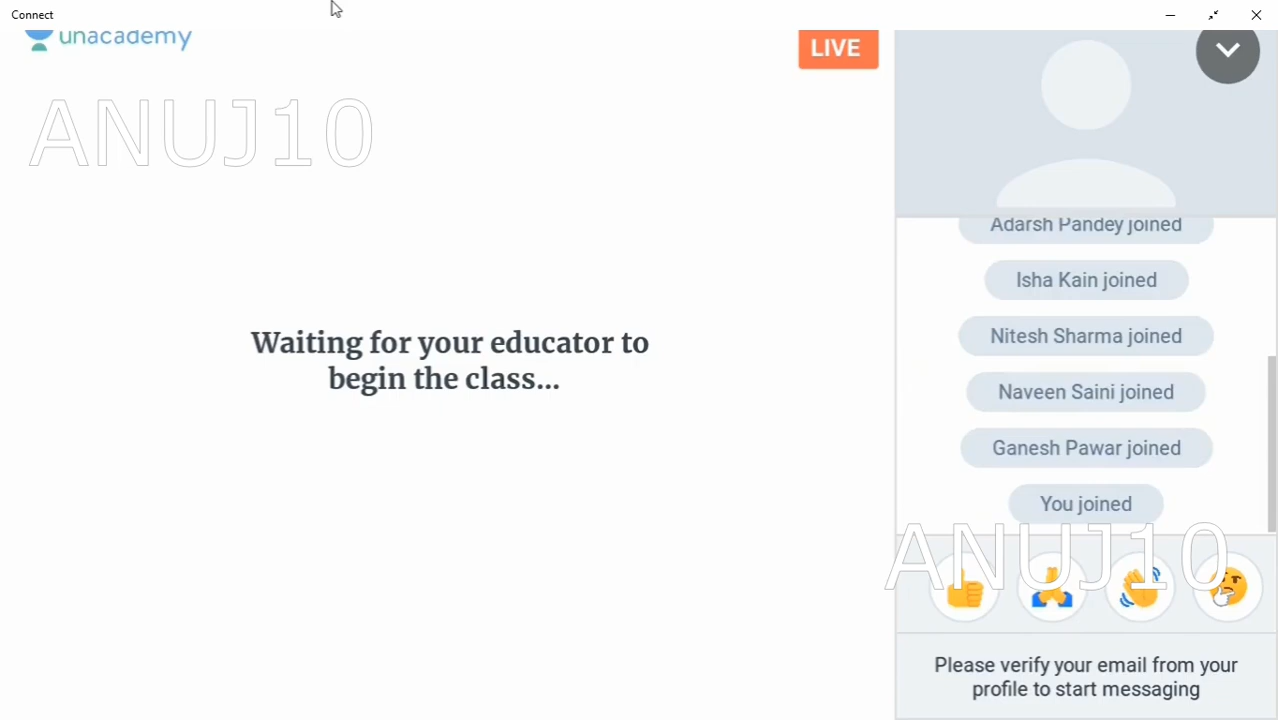 Connect
unacademy
LIVE
ANUJ10
Waiting for your educator to
begin the class...
Adarsh Pandey joined
Isha Kain joined
Nitesh Sharma joined
Naveen Saini joined
Ganesh Pawar joined
You joined
ANUJ10
Please verify your email from your
profile to start messaging